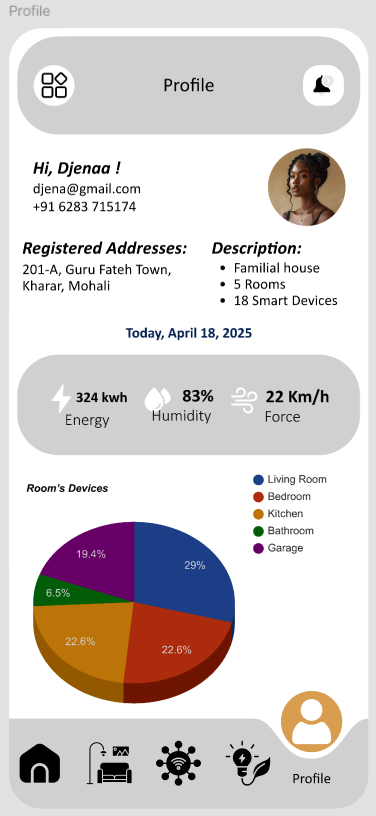 Profile
Profile
Hi, Djenaa !
djena@gmail.com
+91 6283 715174
Registered Addresses:
201-A, Guru Fateh Town,
Kharar, Mohali
Description:
• Familial house
• 5 Rooms
• 18 Smart Devices
Today, April 18, 2025
324 kwh
Energy
83%
Humidity
22 Km/h
Force
Room's Devices
Living Room
Bedroom
Kitchen
Bathroom
Garage
19.4%
29%
6.5%
22.6%
22.6%
Profile